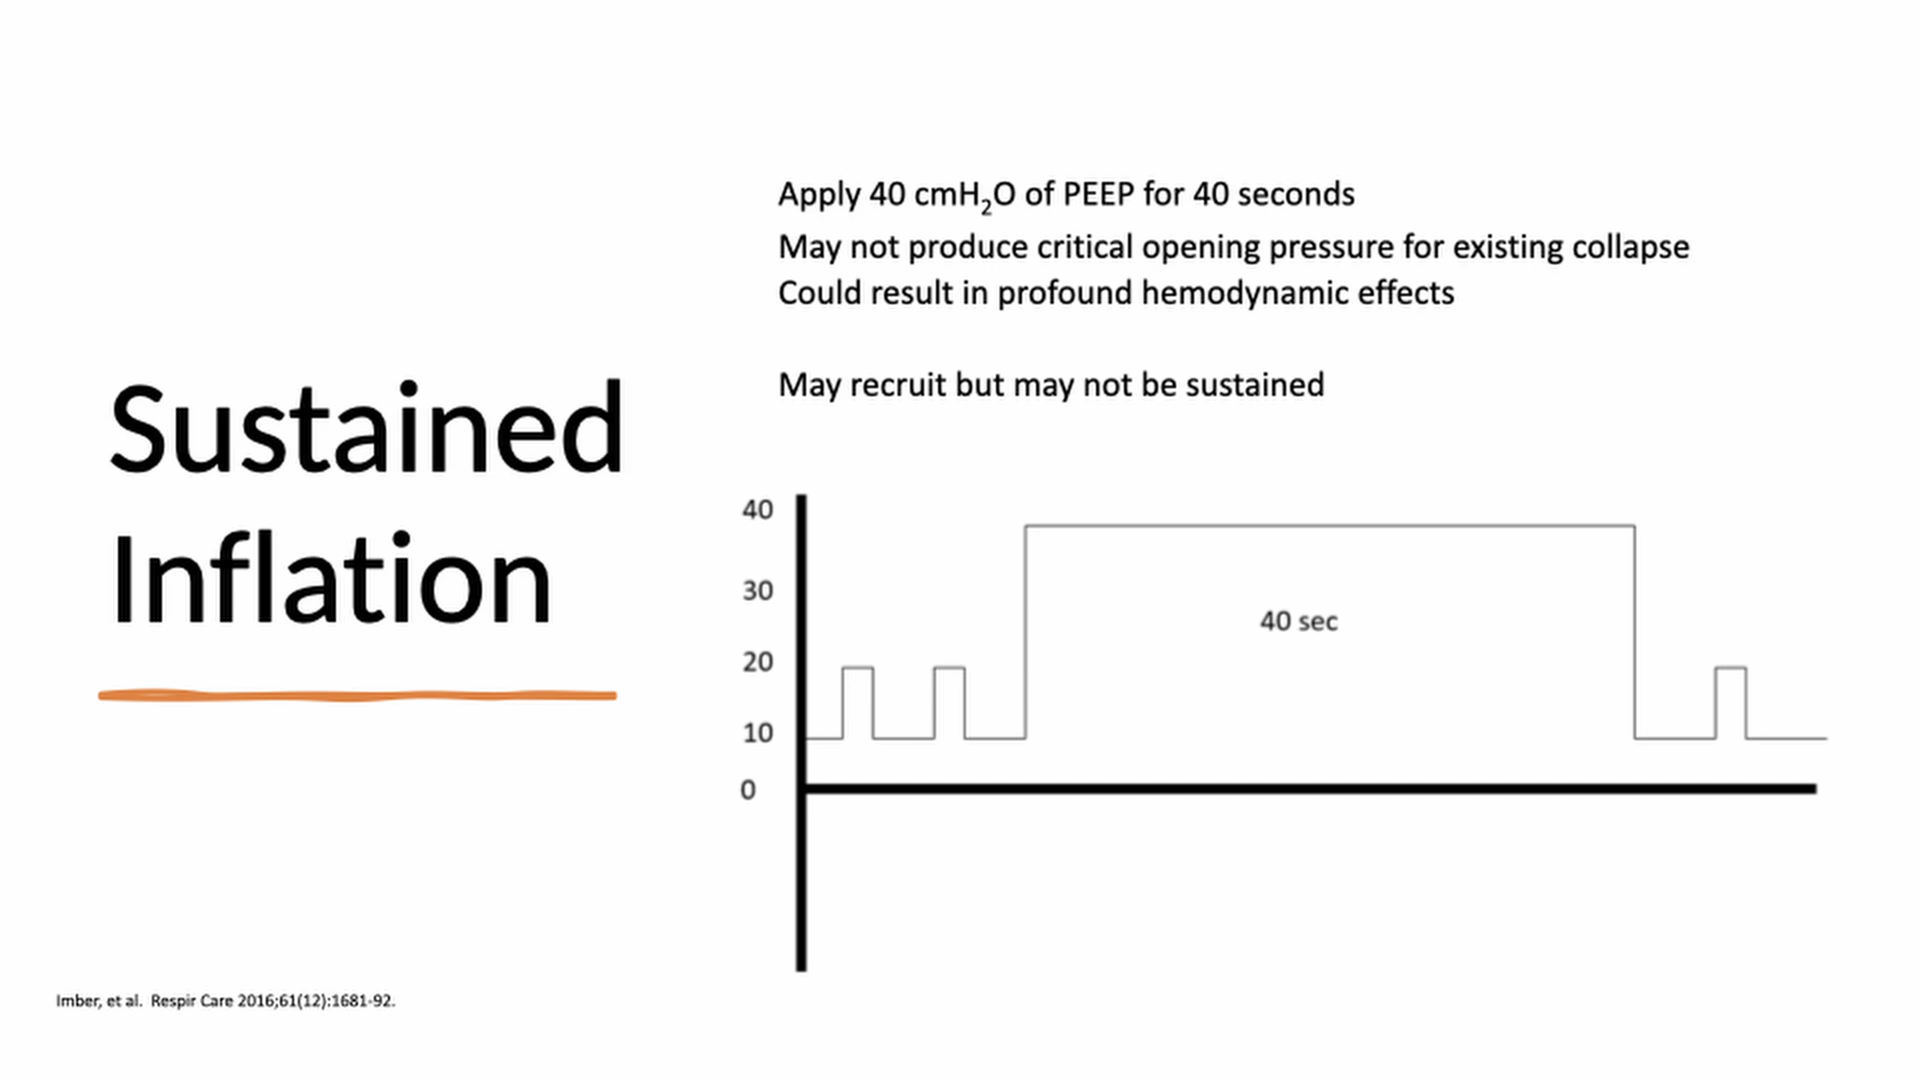 Sustained
Inflation
Apply 40 cmH₂O of PEEP for 40 seconds
May not produce critical opening pressure for existing collapse
Could result in profound hemodynamic effects
May recruit but may not be sustained
40
30
20
10
0
40 sec
Imber, et al. Respir Care 2016;61(12):1681-92.